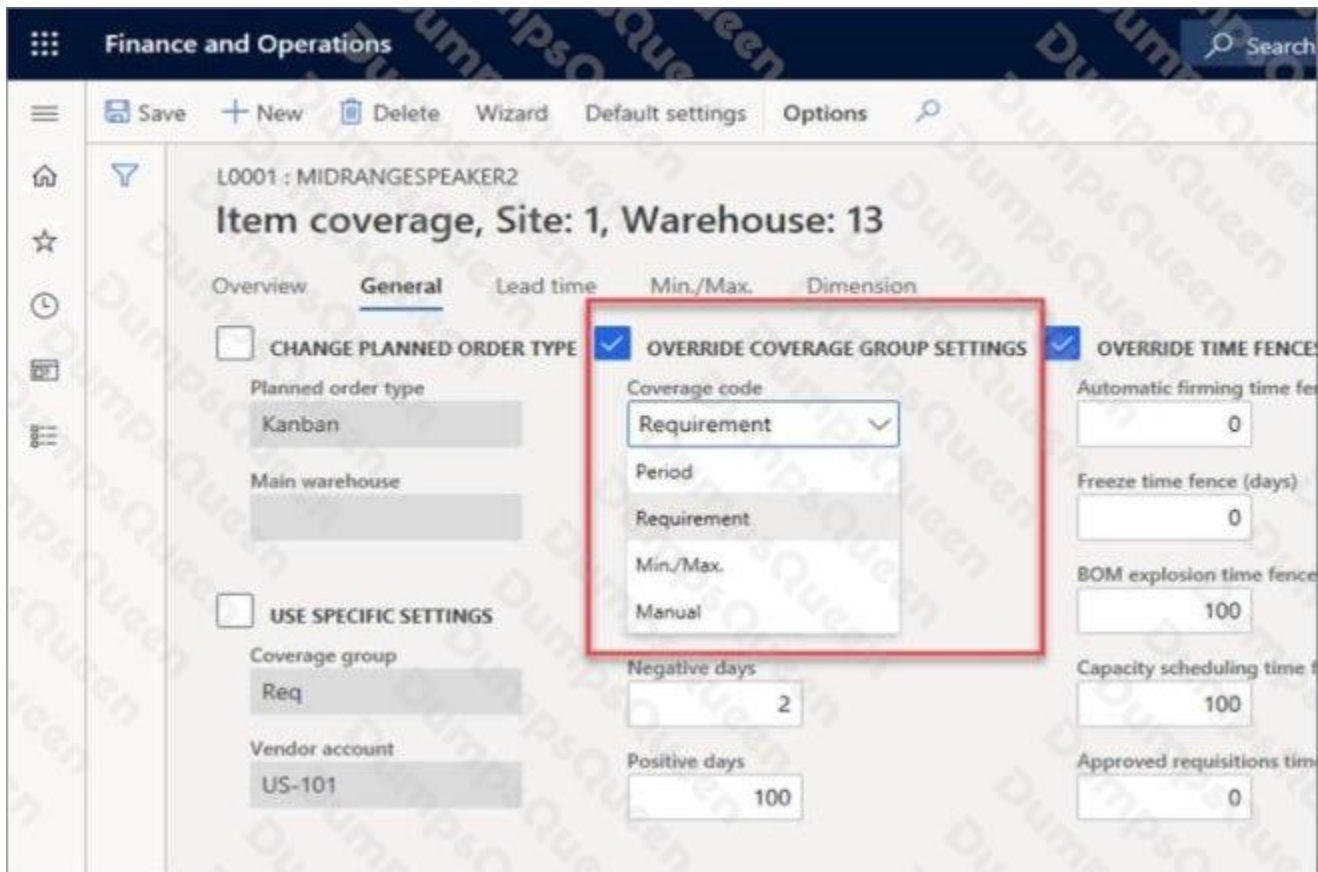 Finance and Operations
Search
Save New Delete Wizard Default settings Options
L0001 : MIDRANGESPEAKER2
Item coverage, Site: 1, Warehouse: 13
Overview General Lead time Min./Max. Dimension
CHANGE PLANNED ORDER TYPE
Planned order type
Kanban
Main warehouse
USE SPECIFIC SETTINGS
Coverage group
Req
Vendor account
US-101
OVERRIDE COVERAGE GROUP SETTINGS
Coverage code
Requirement
Period
Requirement
Min./Max.
Manual
Negative days
2
Positive days
100
OVERRIDE TIME FENCES
Automatic firming time fe
0
Freeze time fence (days)
0
BOM explosion time fence
100
Capacity scheduling time f
100
Approved requisitions tim
0
DumpsQueen